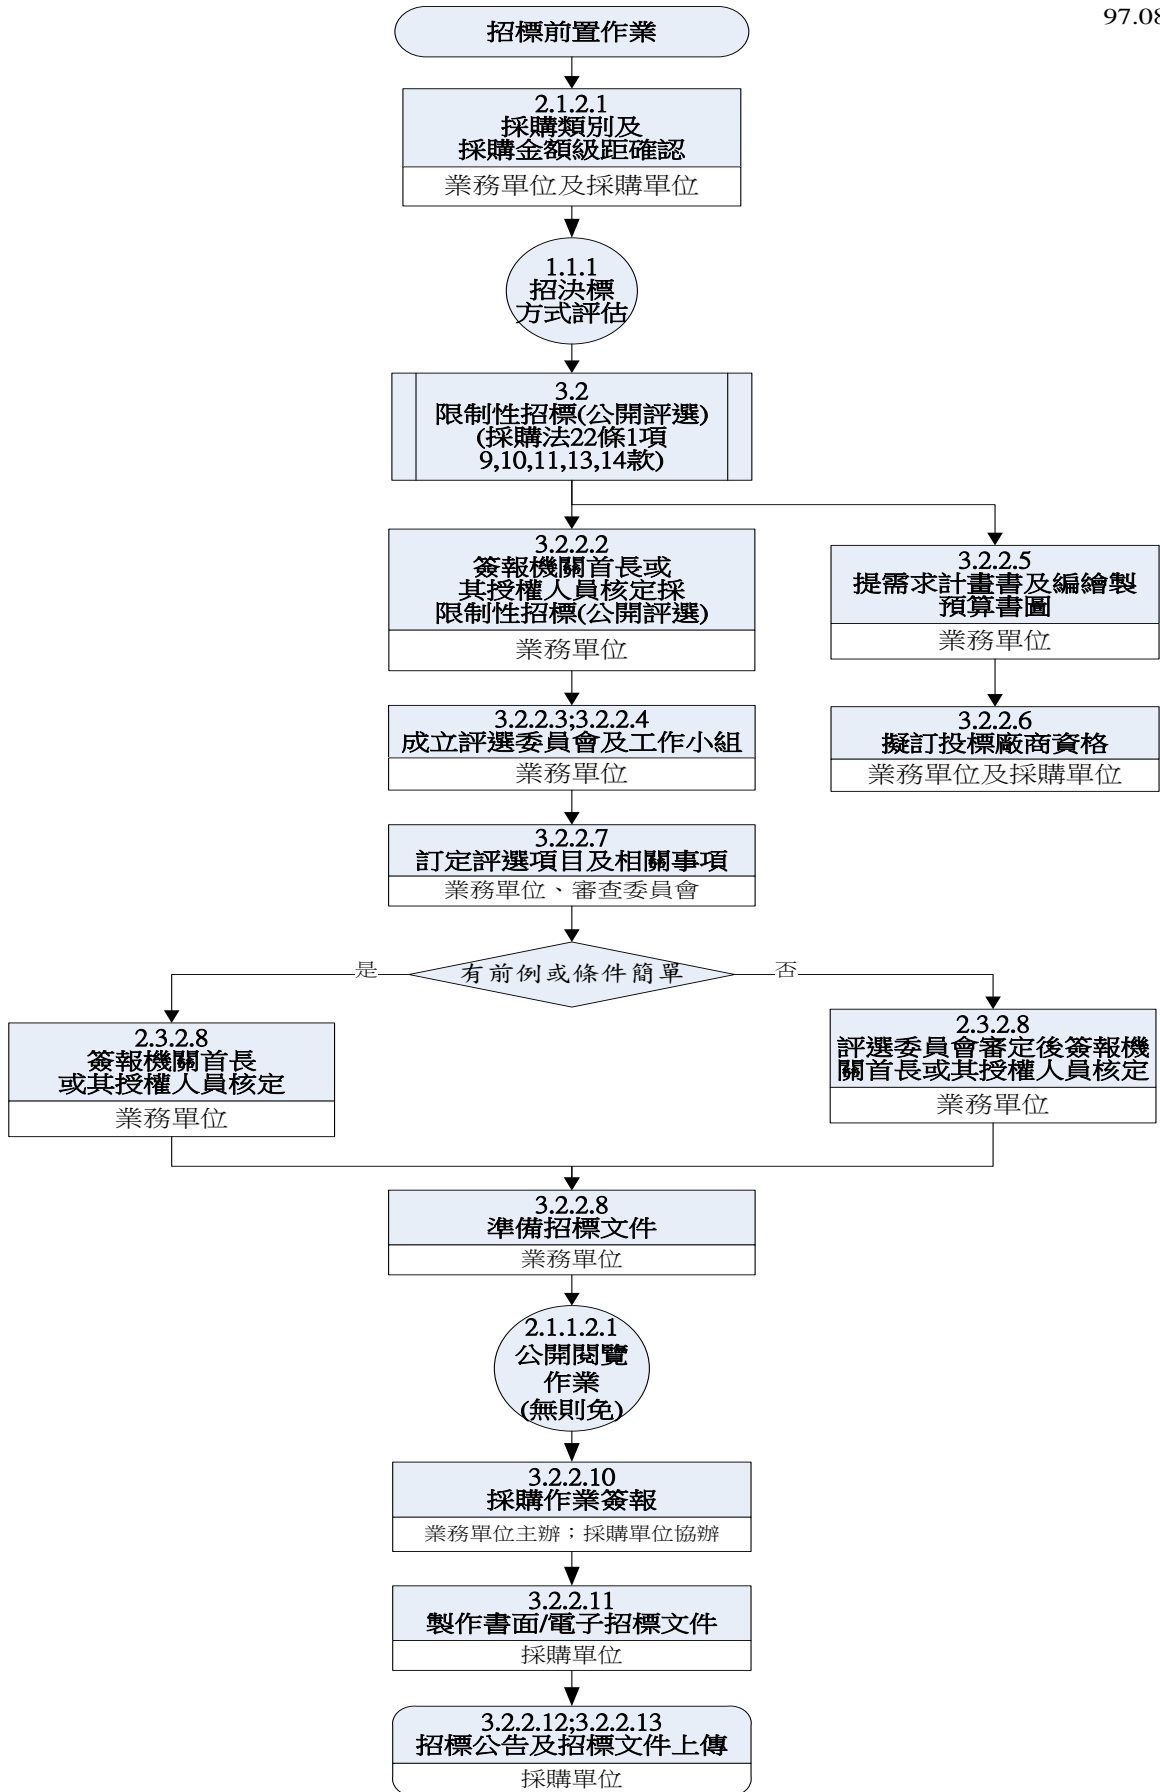 97.08
招標前置作業
2.1.2.1
採購類別及
採購金額級距確認
業務單位及採購單位
1.1.1
招決標
方式評估
3.2
限制性招標(公開評選)
(採購法22條1項
9,10,11,13,14款)
3.2.2.2
簽報機關首長或
其授權人員核定採
限制性招標(公開評選)
業務單位
3.2.2.5
提需求計畫書及編繪製
預算書圖
業務單位
3.2.2.3;3.2.2.4
成立評選委員會及工作小組
業務單位
3.2.2.6
擬訂投標廠商資格
業務單位及採購單位
3.2.2.7
訂定評選項目及相關事項
業務單位、審查委員會
是
有前例或條件簡單
否
2.3.2.8
簽報機關首長
或其授權人員核定
業務單位
2.3.2.8
評選委員會審定後簽報機
關首長或其授權人員核定
業務單位
3.2.2.8
準備招標文件
業務單位
2.1.1.2.1
公開閱覽
作業
(無則免)
3.2.2.10
採購作業簽報
業務單位主辦；採購單位協辦
3.2.2.11
製作書面/電子招標文件
採購單位
3.2.2.12;3.2.2.13
招標公告及招標文件上傳
採購單位